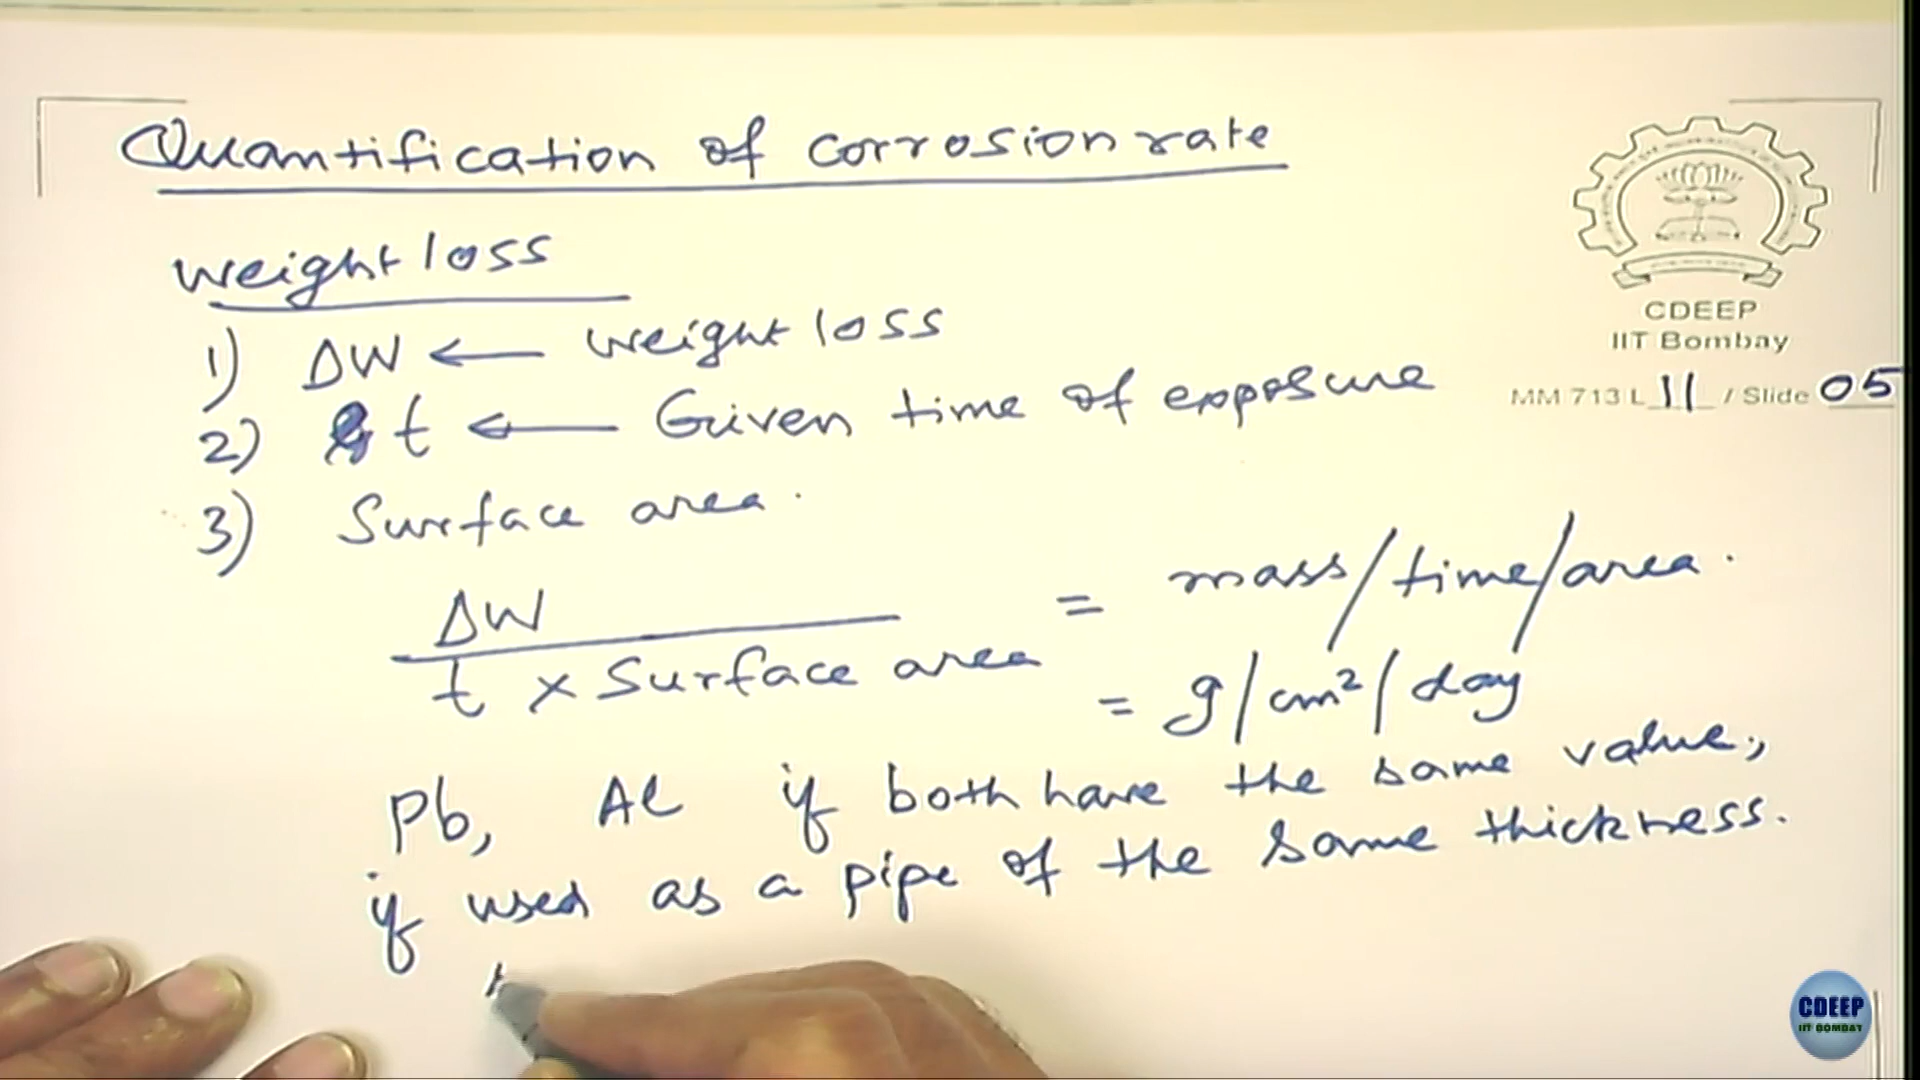 Quantification of corrosion rate
CDEEP
IIT Bombay
MM 713 L 11 / Slide 05
Weight loss
1) ΔW ← Weight loss
2) t ← Given time of exposure
3) Surface area.
ΔW / t × Surface area = mass/time/area.
= g/cm²/day
Pb, Al if both have the same value,
if used as a pipe of the same thickness.
CDEEP
IIT BOMBAY